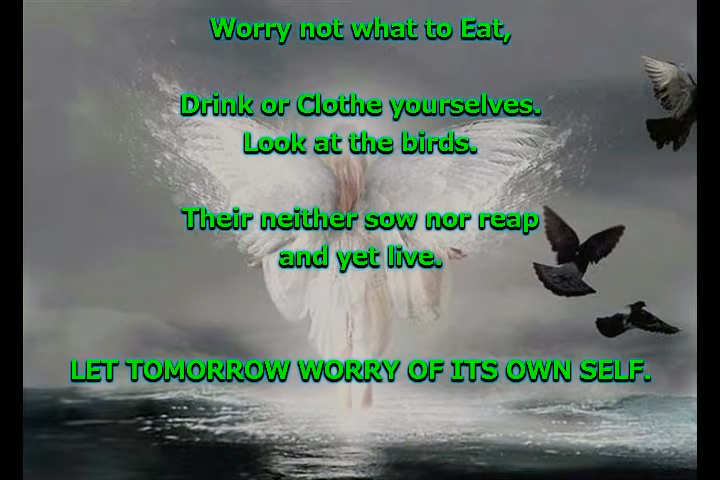 Worry not what to Eat,
Drink or Clothe yourselves.
Look at the birds.
Their neither sow nor reap
and yet live.
LET TOMORROW WORRY OF ITS OWN SELF.